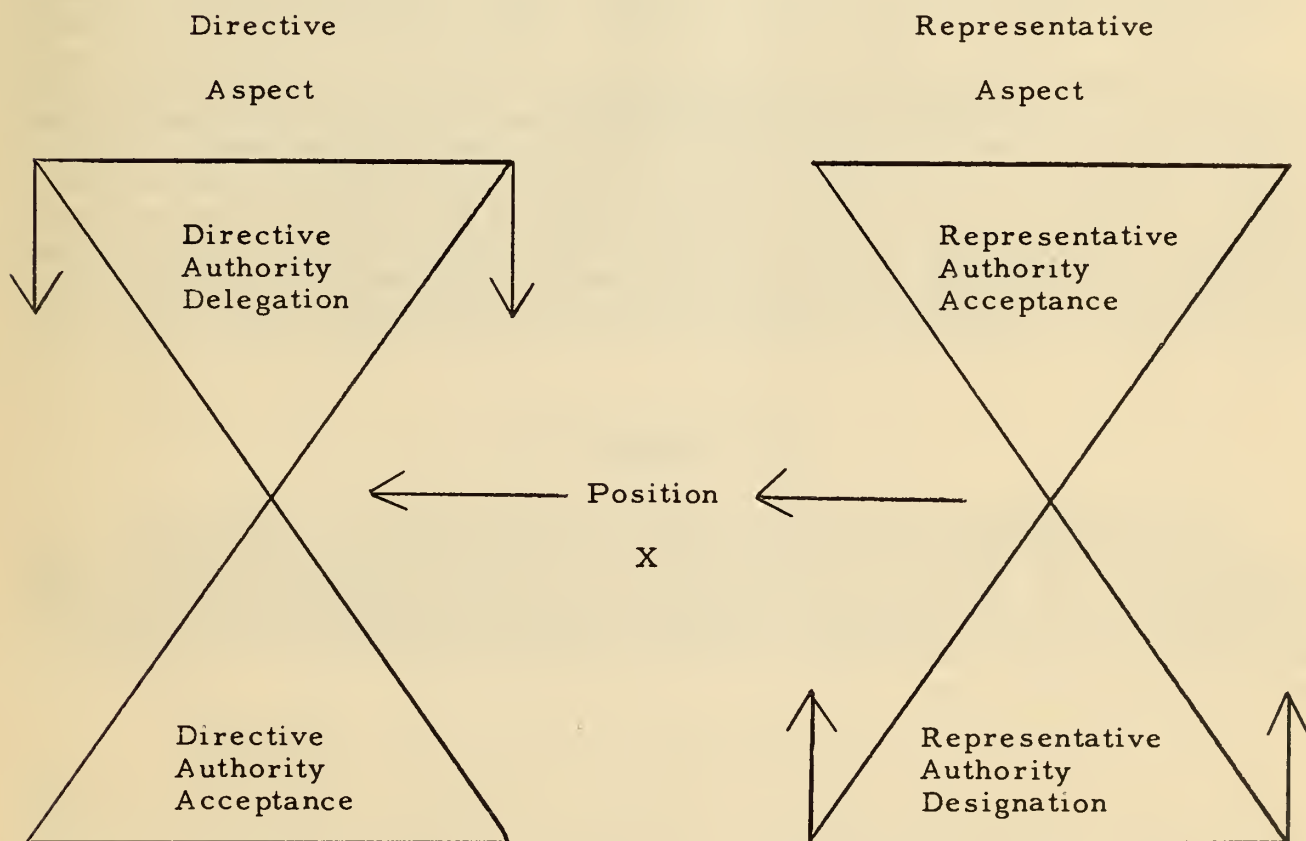 Directive
Aspect
Representative
Aspect
Directive
Authority
Delegation
Representative
Authority
Acceptance
Position
X
Directive
Authority
Acceptance
Representative
Authority
Designation